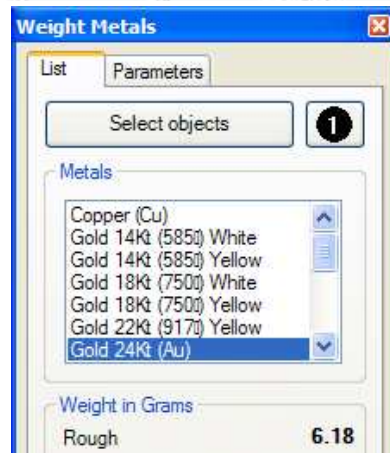 Weight Metals
List
Parameters
Select objects
1
Metals
Copper (Cu)
Gold 14Kt (585▯) White
Gold 14Kt (585▯) Yellow
Gold 18Kt (750▯) White
Gold 18Kt (750▯) Yellow
Gold 22Kt (917▯) Yellow
Gold 24Kt (Au)
Weight in Grams
Rough 6.18